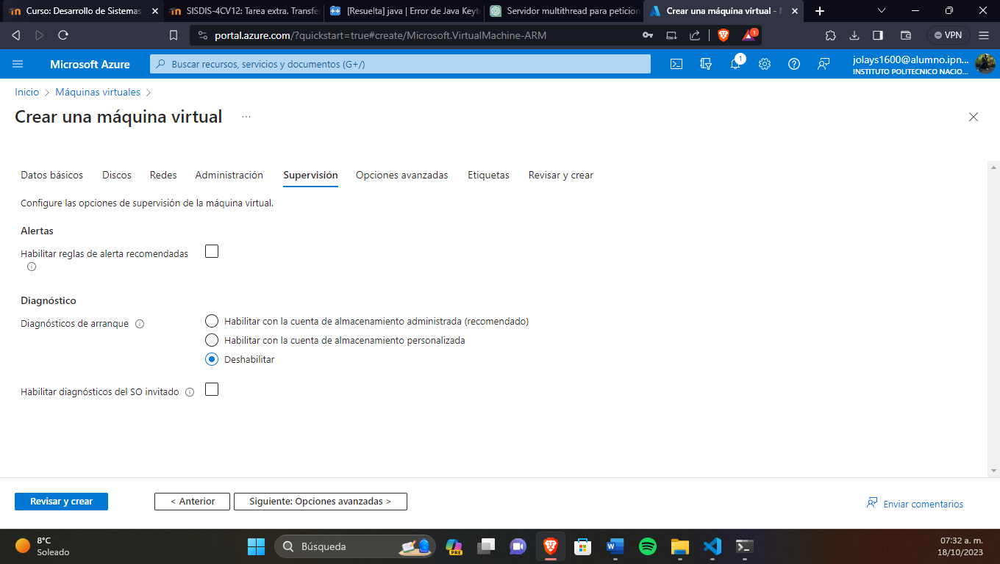 Curso: Desarrollo de Sistemas
SISDIS-4CV12: Tarea extra. Transfe
[Resuelta] java | Error de Java Keyt
Servidor multithread para peticion
Crear una máquina virtual -
portal.azure.com/?quickstart=true#create/Microsoft.VirtualMachine-ARM
1
VPN
Microsoft Azure
Buscar recursos, servicios y documentos (G+/)
1
jolays1600@alumno.ipn...
INSTITUTO POLITECNICO NACIO...
Inicio > Máquinas virtuales >
Crear una máquina virtual ...
Datos básicos Discos Redes Administración Supervisión Opciones avanzadas Etiquetas Revisar y crear
Configure las opciones de supervisión de la máquina virtual.
Alertas
Habilitar reglas de alerta recomendadas
Diagnóstico
Diagnósticos de arranque
Habilitar con la cuenta de almacenamiento administrada (recomendado)
Habilitar con la cuenta de almacenamiento personalizada
Deshabilitar
Habilitar diagnósticos del SO invitado
Revisar y crear
< Anterior
Siguiente: Opciones avanzadas >
Enviar comentarios
8°C
Soleado
Búsqueda
PRE
07:32 a. m.
18/10/2023